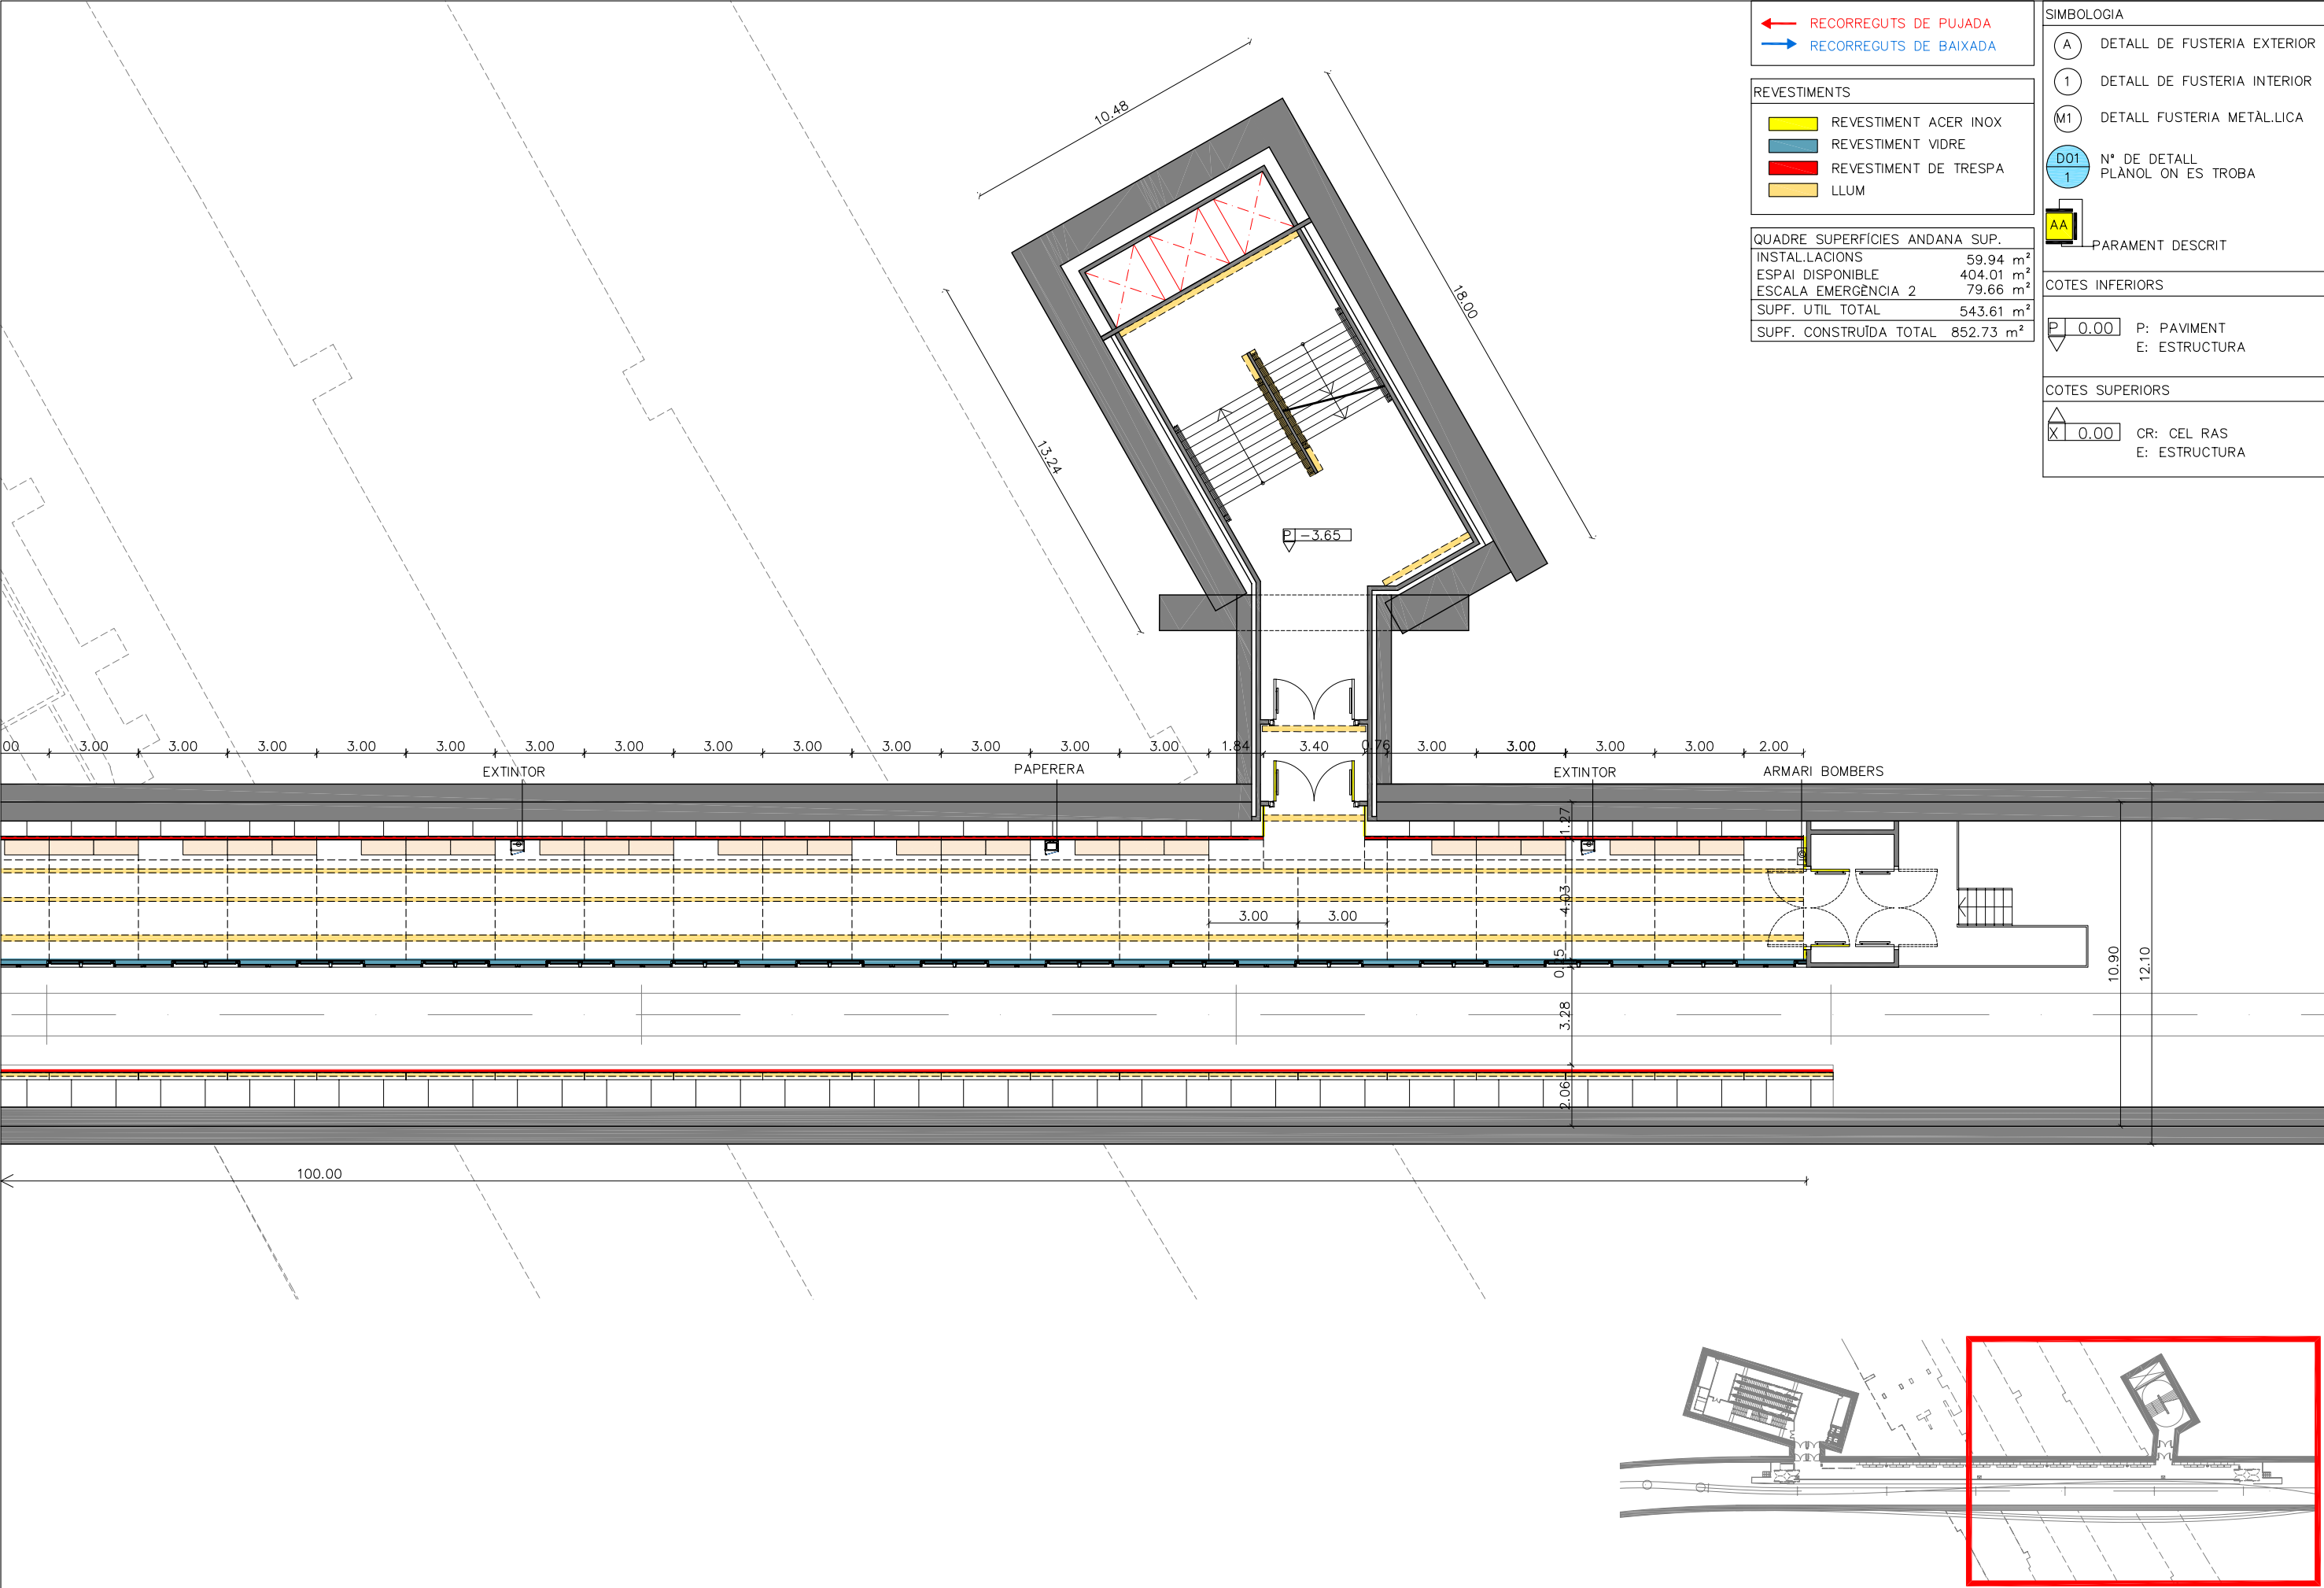 RECORREGUTS DE PUJADA
RECORREGUTS DE BAIXADA
REVESTIMENTS
REVESTIMENT ACER INOX
REVESTIMENT VIDRE
REVESTIMENT DE TRESPA
LLUM
QUADRE SUPERFÍCIES ANDANA SUP.
INSTAL.LACIONS 59.94 m²
ESPAI DISPONIBLE 404.01 m²
ESCALA EMERGÈNCIA 2 79.66 m²
SUPF. UTIL TOTAL 543.61 m²
SUPF. CONSTRUÏDA TOTAL 852.73 m²
SIMBOLOGIA
A DETALL DE FUSTERIA EXTERIOR
1 DETALL DE FUSTERIA INTERIOR
M1 DETALL FUSTERIA METÀL.LICA
D01 Nº DE DETALL
1 PLÀNOL ON ES TROBA
AA
PARAMENT DESCRIT
COTES INFERIORS
P 0.00 P: PAVIMENT
E: ESTRUCTURA
COTES SUPERIORS
X 0.00 CR: CEL RAS
E: ESTRUCTURA
10.48
18.00
13.24
P -3.65
00 3.00 3.00 3.00 3.00 3.00 3.00 3.00 3.00 3.00 3.00 3.00 3.00 3.00 1.84 3.40 0.76 3.00 3.00 3.00 3.00 2.00
EXTINTOR PAPERERA EXTINTOR ARMARI BOMBERS
1.27
4.03
3.00 3.00
0.25
3.28
2.06
10.90
12.10
100.00